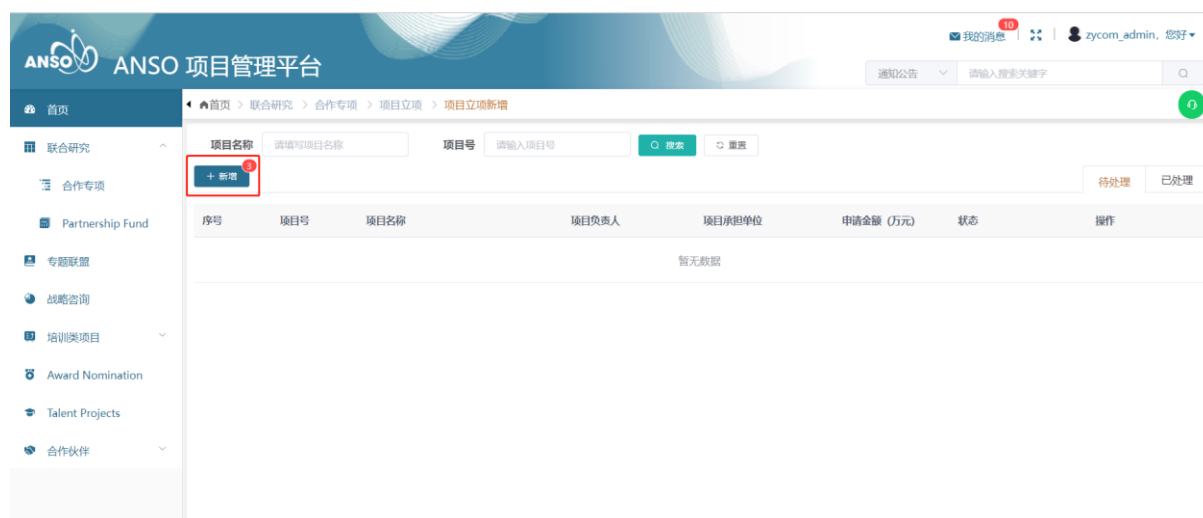 10
我的消息
zycom_admin，您好
ANSO
ANSO 项目管理平台
通知公告
请输入搜索关键字
首页
联合研究
合作专项
Partnership Fund
专题联盟
战略咨询
培训类项目
Award Nomination
Talent Projects
合作伙伴
首页 > 联合研究 > 合作专项 > 项目立项 > 项目立项新增
项目名称 请填写项目名称 项目号 请输入项目号 搜索 重置
+ 新增
3
待处理 已处理
序号 项目号 项目名称 项目负责人 项目承担单位 申请金额（万元） 状态 操作
暂无数据